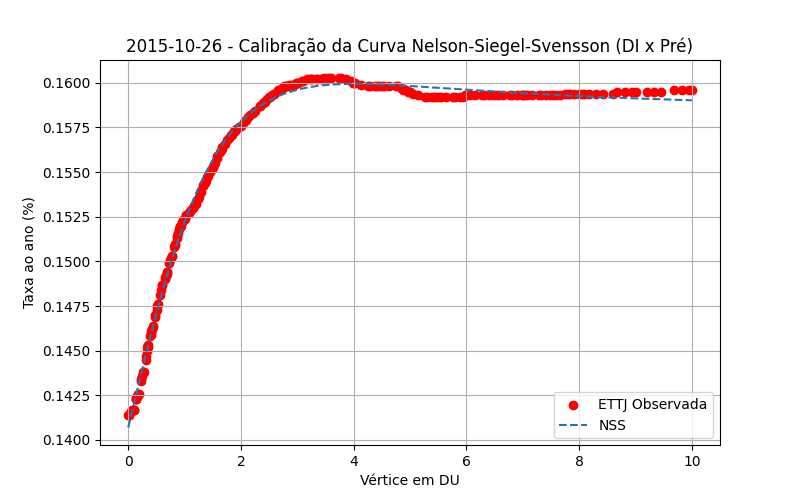 2015-10-26 - Calibração da Curva Nelson-Siegel-Svensson (DI x Pré)
Taxa ao ano (%)
0.1600
0.1575
0.1550
0.1525
0.1500
0.1475
0.1450
0.1425
0.1400
ETTJ Observada
NSS
0 2 4 6 8 10
Vértice em DU